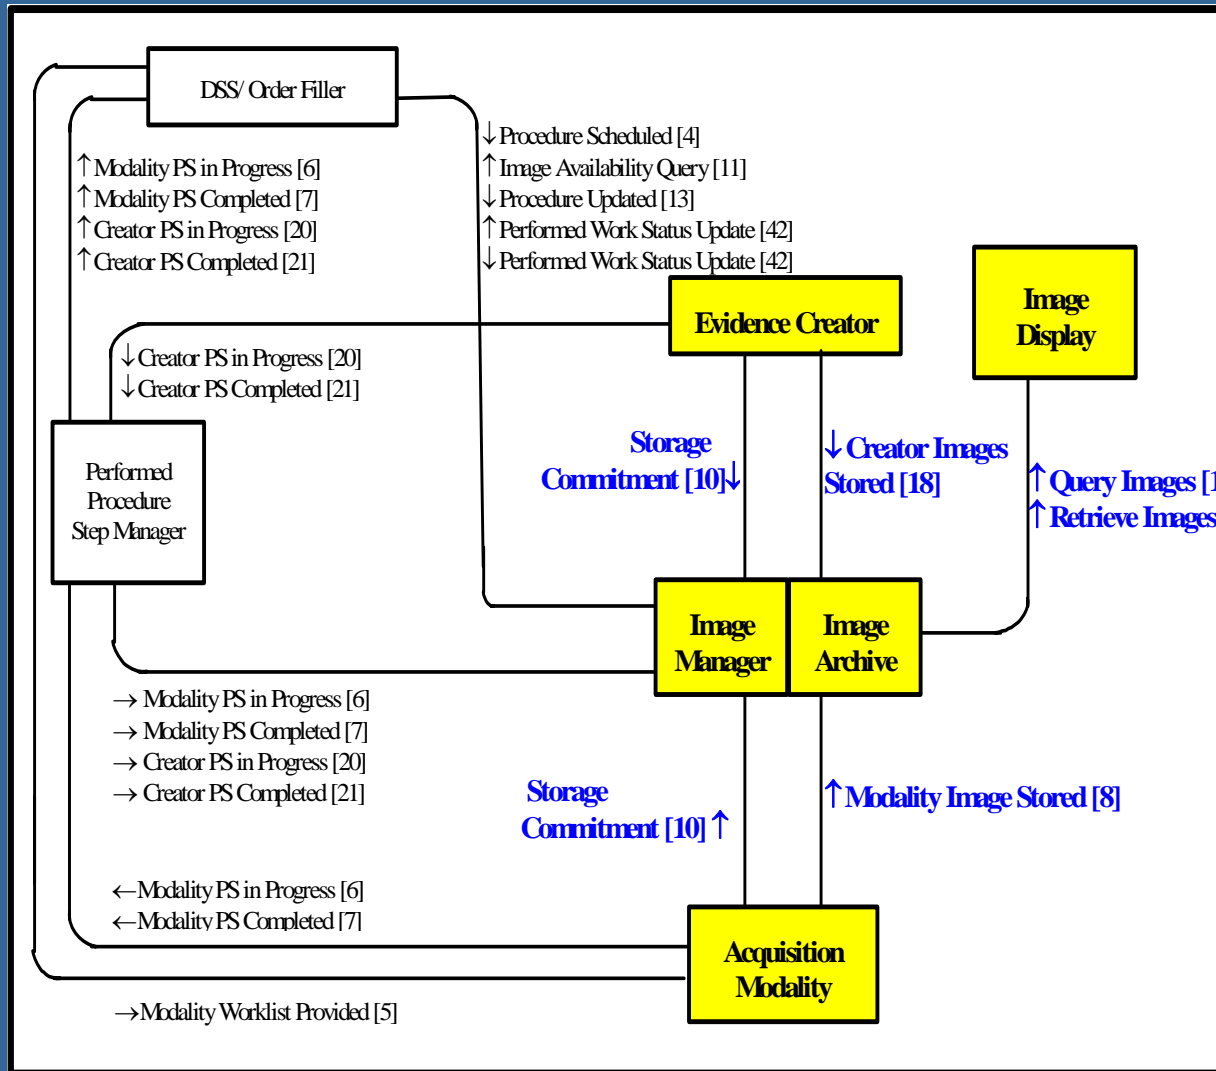 DSS/ Order Filler
↓Procedure Scheduled [4]
↑Image Availability Query [11]
↓Procedure Updated [13]
↑Performed Work Status Update [42]
↓Performed Work Status Update [42]
↑Modality PS in Progress [6]
↑Modality PS Completed [7]
↑Creator PS in Progress [20]
↑Creator PS Completed [21]
Evidence Creator
Image
Display
↓Creator PS in Progress [20]
↓Creator PS Completed [21]
Performed
Procedure
Step Manager
Storage
Commitment [10]↓
↓Creator Images
Stored [18]
↑Query Images [1
↑Retrieve Images
Image
Manager
Image
Archive
→ Modality PS in Progress [6]
→ Modality PS Completed [7]
→ Creator PS in Progress [20]
→ Creator PS Completed [21]
Storage
Commitment [10] ↑
↑Modality Image Stored [8]
←Modality PS in Progress [6]
←Modality PS Completed [7]
Acquisition
Modality
→Modality Worklist Provided [5]